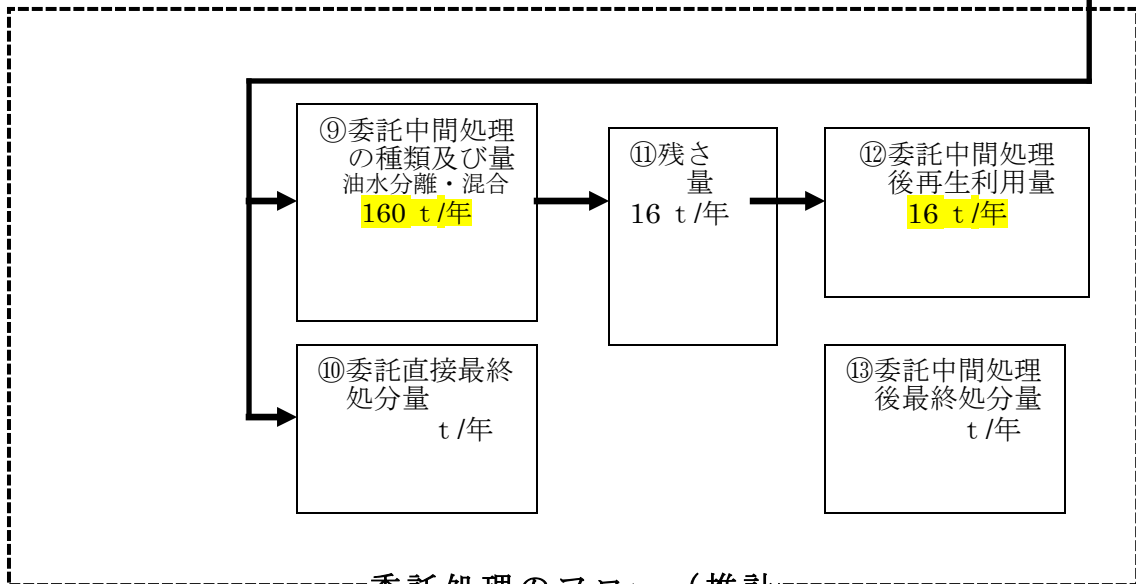 ⑨委託中間処理
の種類及び量
油水分離・混合
160 ｔ/年
⑪残さ
量
16 ｔ/年
⑫委託中間処理
後再生利用量
16 ｔ/年
⑩委託直接最終
処分量
ｔ/年
⑬委託中間処理
後最終処分量
ｔ/年